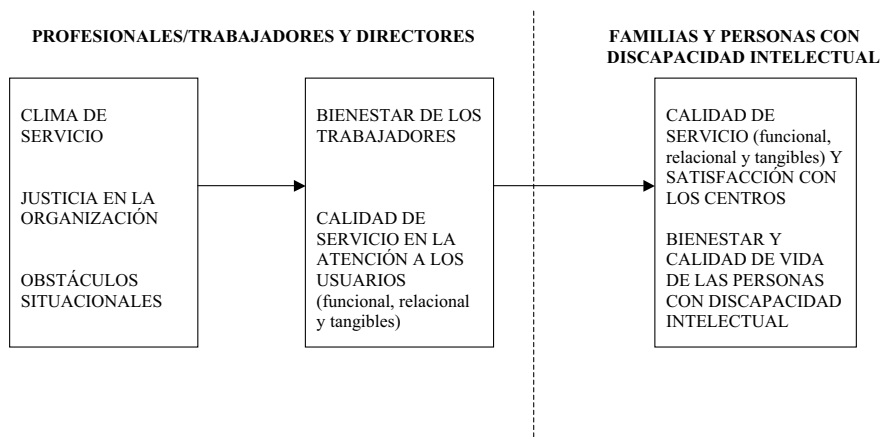 PROFESIONALES/TRABAJADORES Y DIRECTORES
FAMILIAS Y PERSONAS CON
DISCAPACIDAD INTELECTUAL
CLIMA DE
SERVICIO
JUSTICIA EN LA
ORGANIZACIÓN
OBSTÁCULOS
SITUACIONALES
BIENESTAR DE LOS
TRABAJADORES
CALIDAD DE
SERVICIO EN LA
ATENCIÓN A LOS
USUARIOS
(funcional, relacional
y tangibles)
CALIDAD DE
SERVICIO (funcional,
relacional y tangibles) Y
SATISFACCIÓN CON
LOS CENTROS
BIENESTAR Y
CALIDAD DE VIDA
DE LAS PERSONAS
CON DISCAPACIDAD
INTELECTUAL